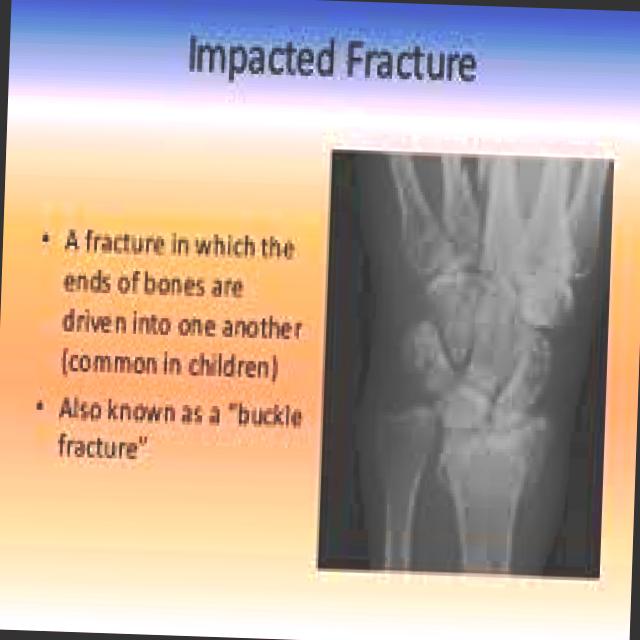 Impacted Fracture
• A fracture in which the
ends of bones are
driven into one another
(common in children)
• Also known as a "buckle
fracture"